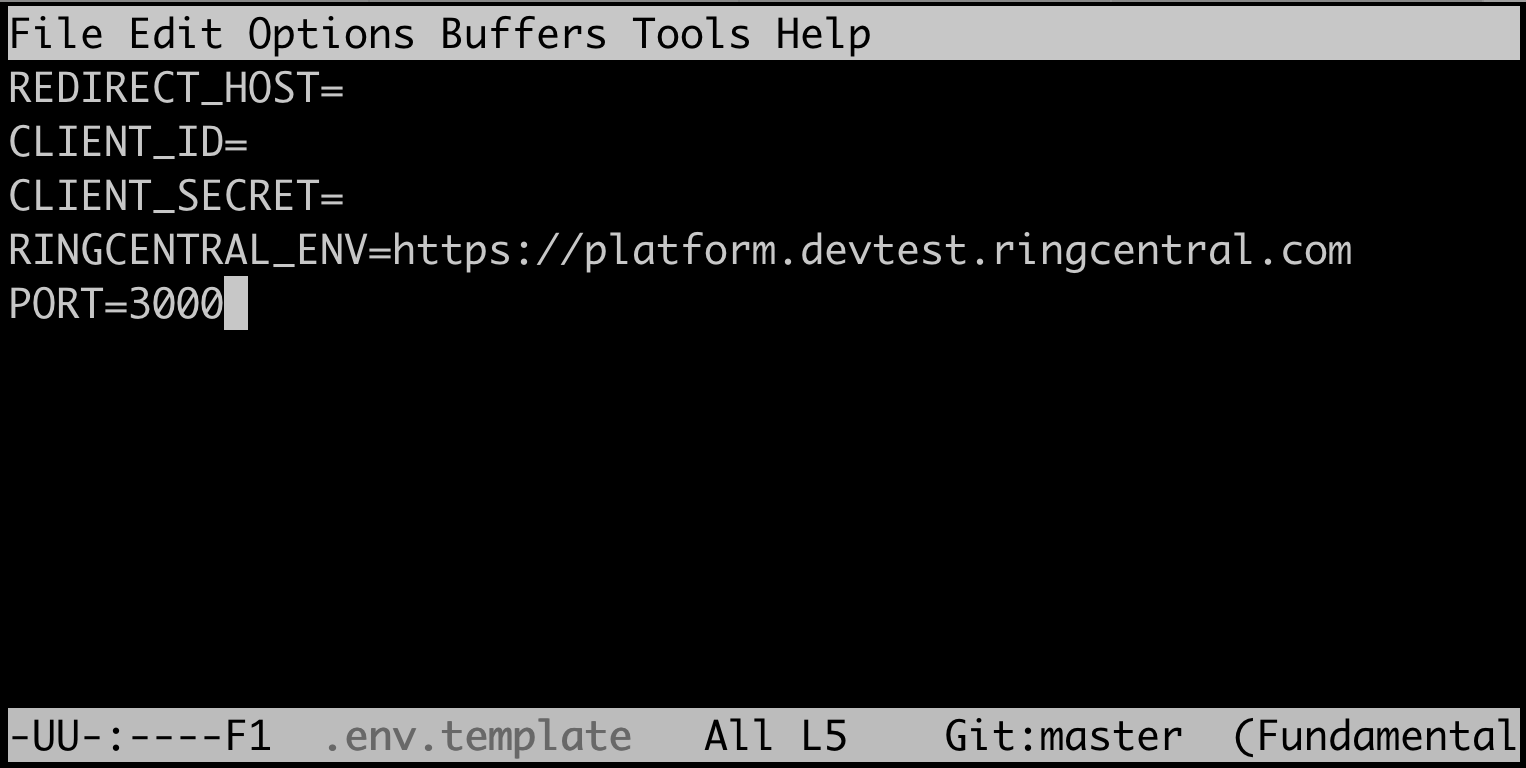 File Edit Options Buffers Tools Help
REDIRECT_HOST=
CLIENT_ID=
CLIENT_SECRET=
RINGCENTRAL_ENV=https://platform.devtest.ringcentral.com
PORT=3000
-UU-:----F1  .env.template   All L5    Git:master  (Fundamental